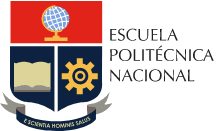 ESCUELA
POLITÉCNICA
NACIONAL
E SCIENTIA HOMINIS SALUS